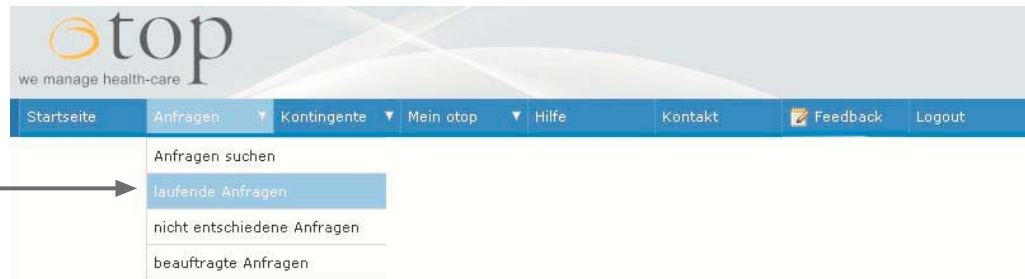 otop
we manage health-care
Startseite Anfragen Kontingente Mein otop Hilfe Kontakt Feedback Logout
Anfragen suchen
laufende Anfragen
nicht entschiedene Anfragen
beauftragte Anfragen